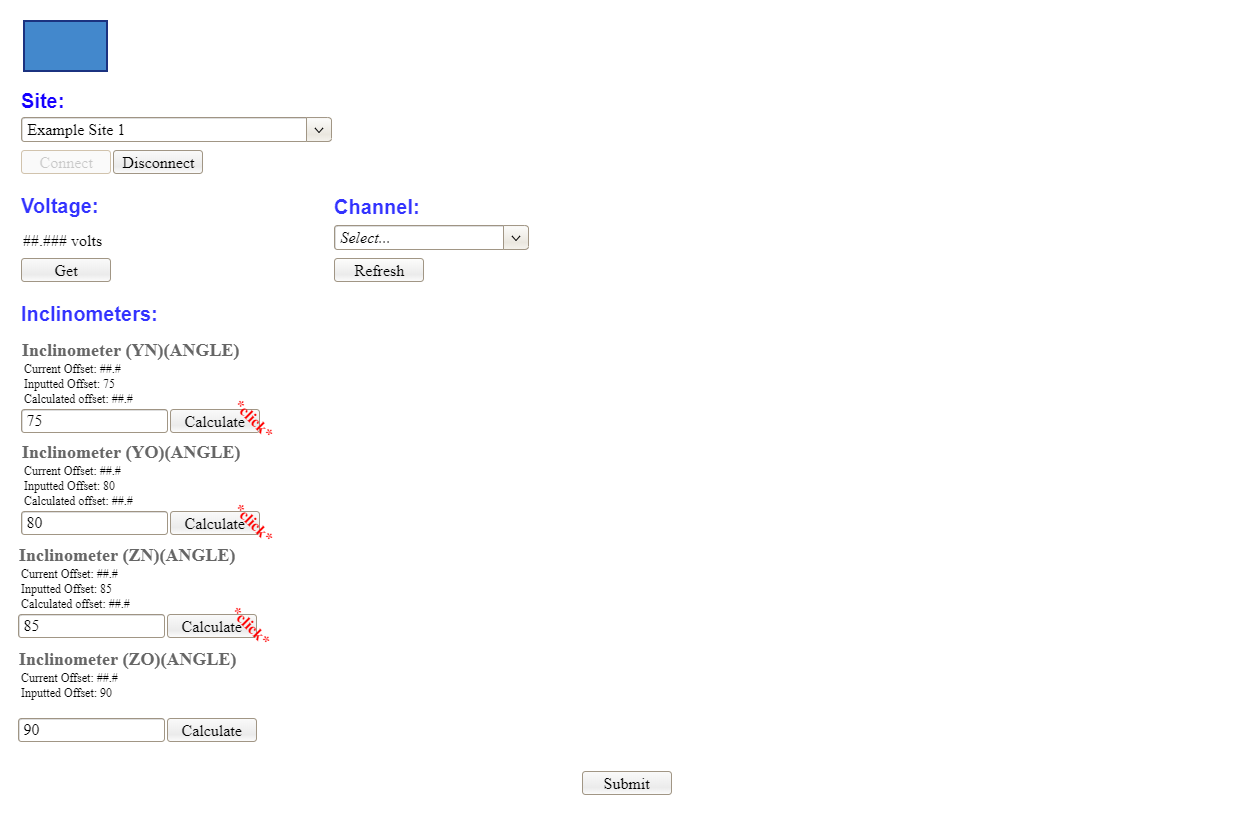 Site:
Example Site 1
Connect Disconnect
Voltage:
##.### volts
Get
Channel:
Select...
Refresh
Inclinometers:
Inclinometer (YN)(ANGLE)
Current Offset: ##.#
Inputted Offset: 75
Calculated offset: ##.#
75 Calculate *click*
Inclinometer (YO)(ANGLE)
Current Offset: ##.#
Inputted Offset: 80
Calculated offset: ##.#
80 Calculate *click*
Inclinometer (ZN)(ANGLE)
Current Offset: ##.#
Inputted Offset: 85
Calculated offset: ##.#
85 Calculate *click*
Inclinometer (ZO)(ANGLE)
Current Offset: ##.#
Inputted Offset: 90
90 Calculate
Submit